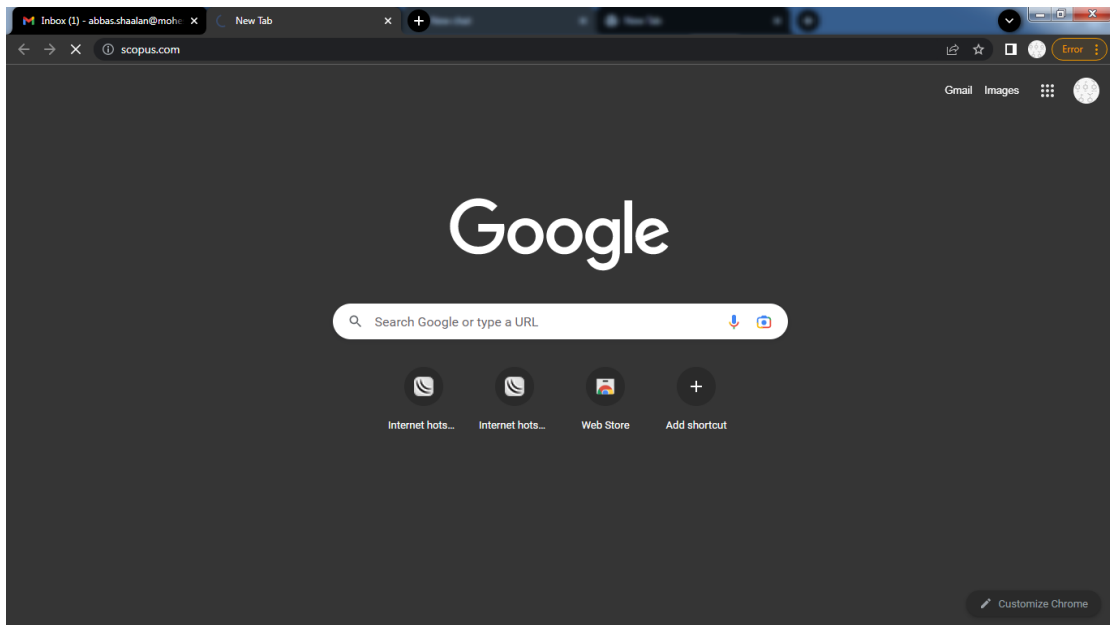 Inbox (1) - abbas.shaalan@mohe
New Tab
scopus.com
Error
Gmail Images
Google
Search Google or type a URL
Internet hots... Internet hots... Web Store Add shortcut
Customize Chrome